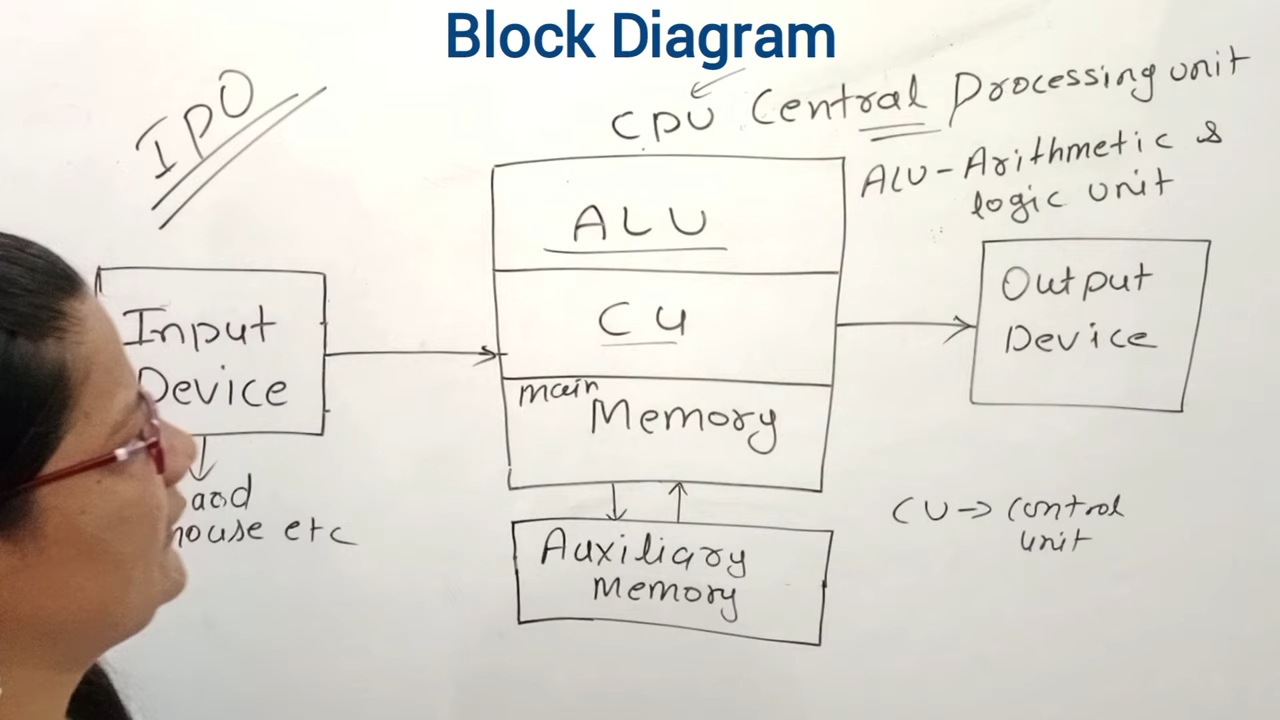 Block Diagram
IPO
CPU Central Processing unit
ALU - Arithmetic &
logic unit
ALU
CU
main
Memory
Input
Device
etc
Output
Device
Auxiliary
Memory
CU → control
unit